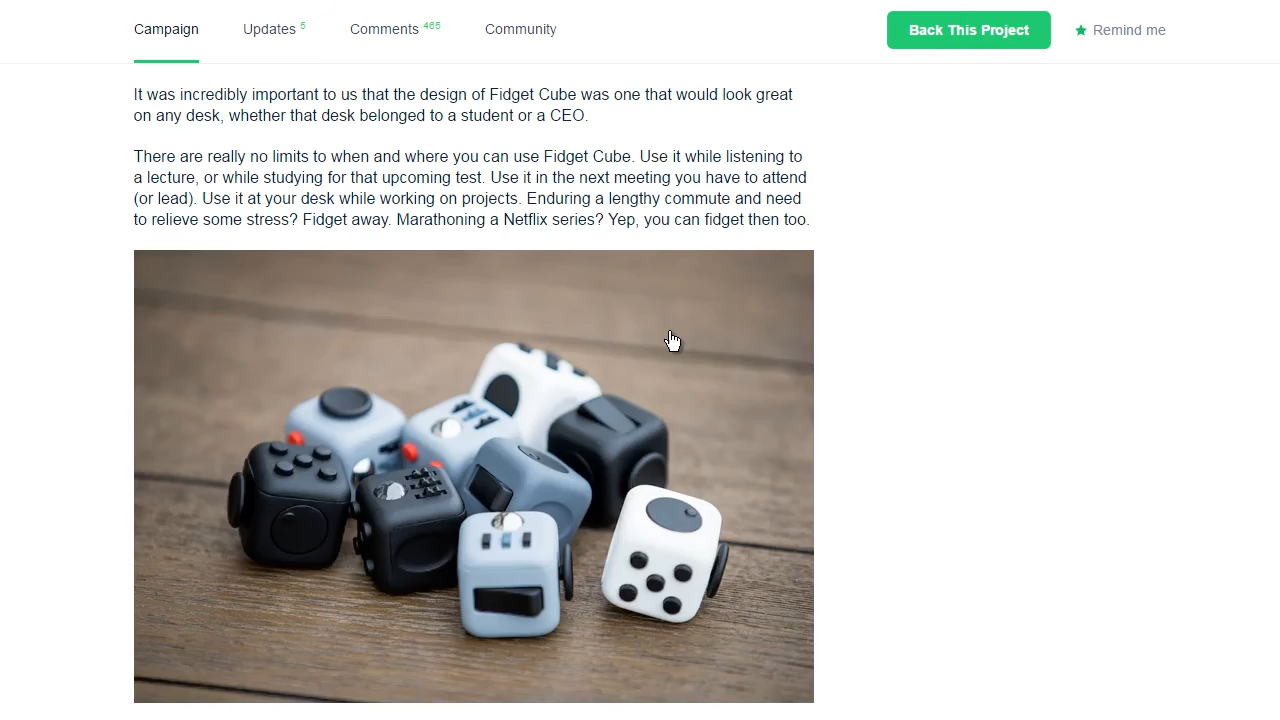 Campaign Updates 5 Comments 465 Community Back This Project Remind me
It was incredibly important to us that the design of Fidget Cube was one that would look great
on any desk, whether that desk belonged to a student or a CEO.
There are really no limits to when and where you can use Fidget Cube. Use it while listening to
a lecture, or while studying for that upcoming test. Use it in the next meeting you have to attend
(or lead). Use it at your desk while working on projects. Enduring a lengthy commute and need
to relieve some stress? Fidget away. Marathoning a Netflix series? Yep, you can fidget then too.